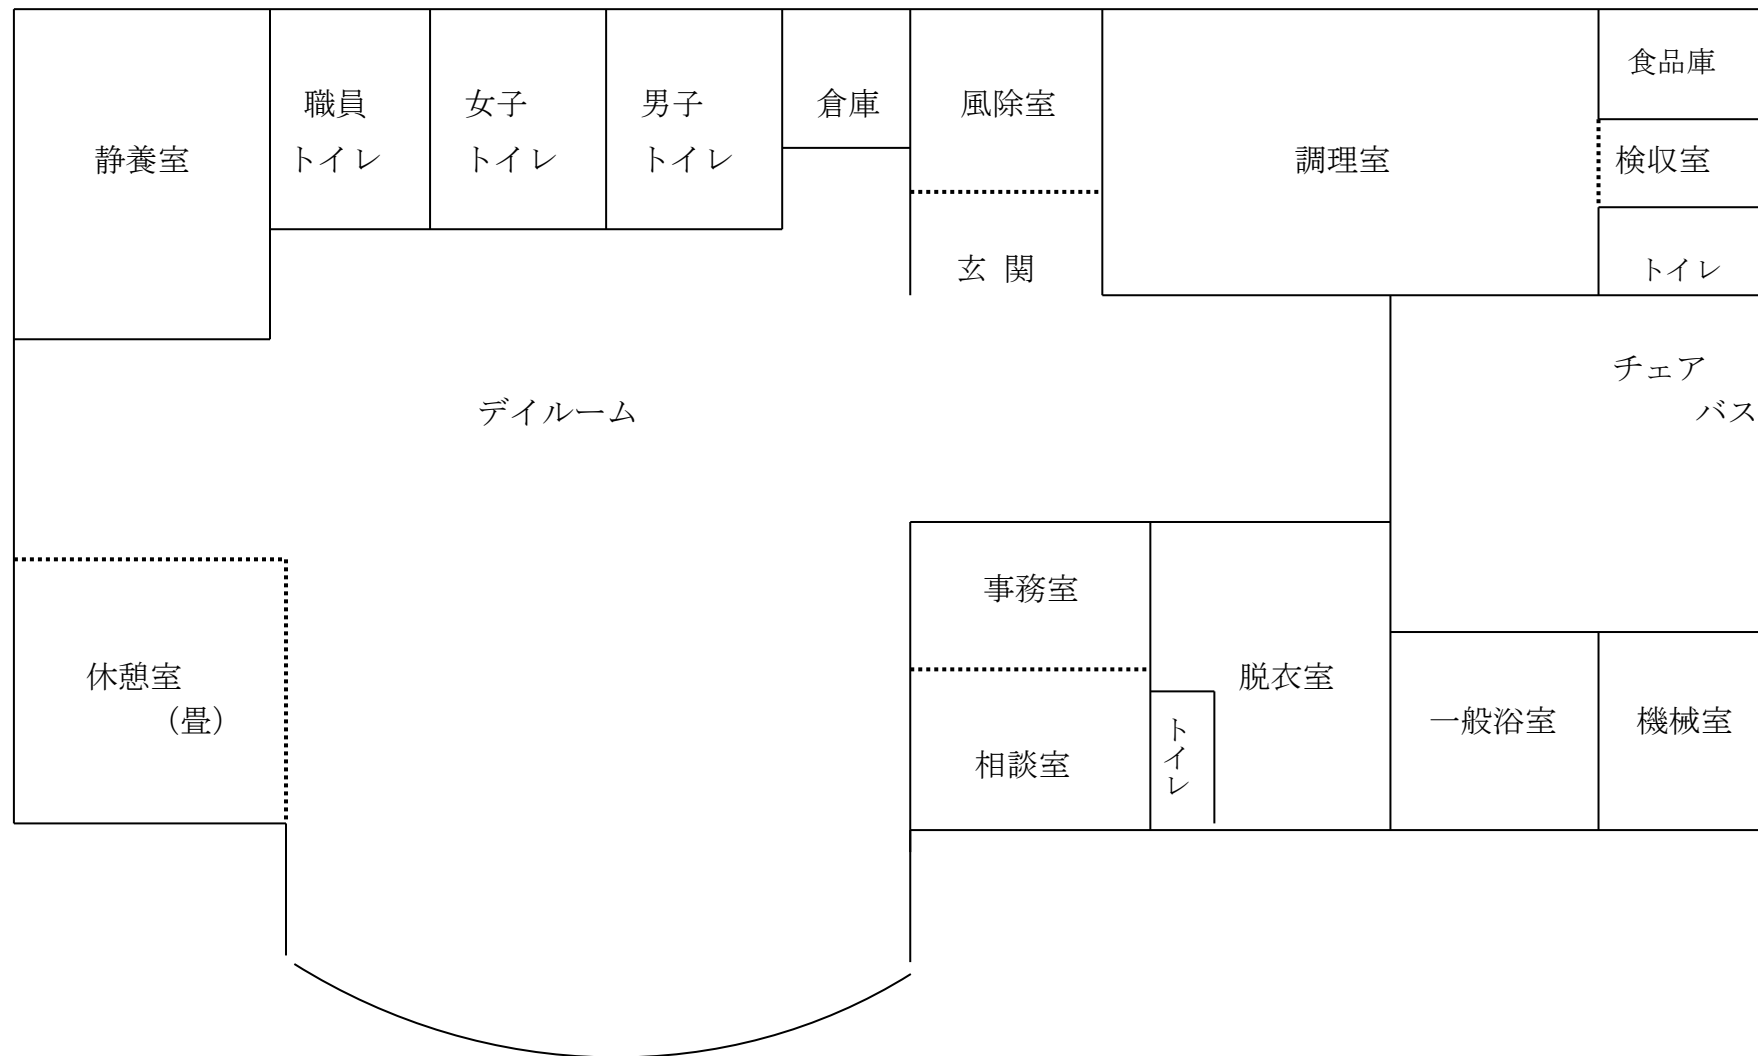 静養室
職員
トイレ
女子
トイレ
男子
トイレ
倉庫
風除室
玄 関
調理室
食品庫
検収室
トイレ
デイルーム
チェア
バス
休憩室
（畳）
事務室
相談室
トイレ
脱衣室
一般浴室
機械室